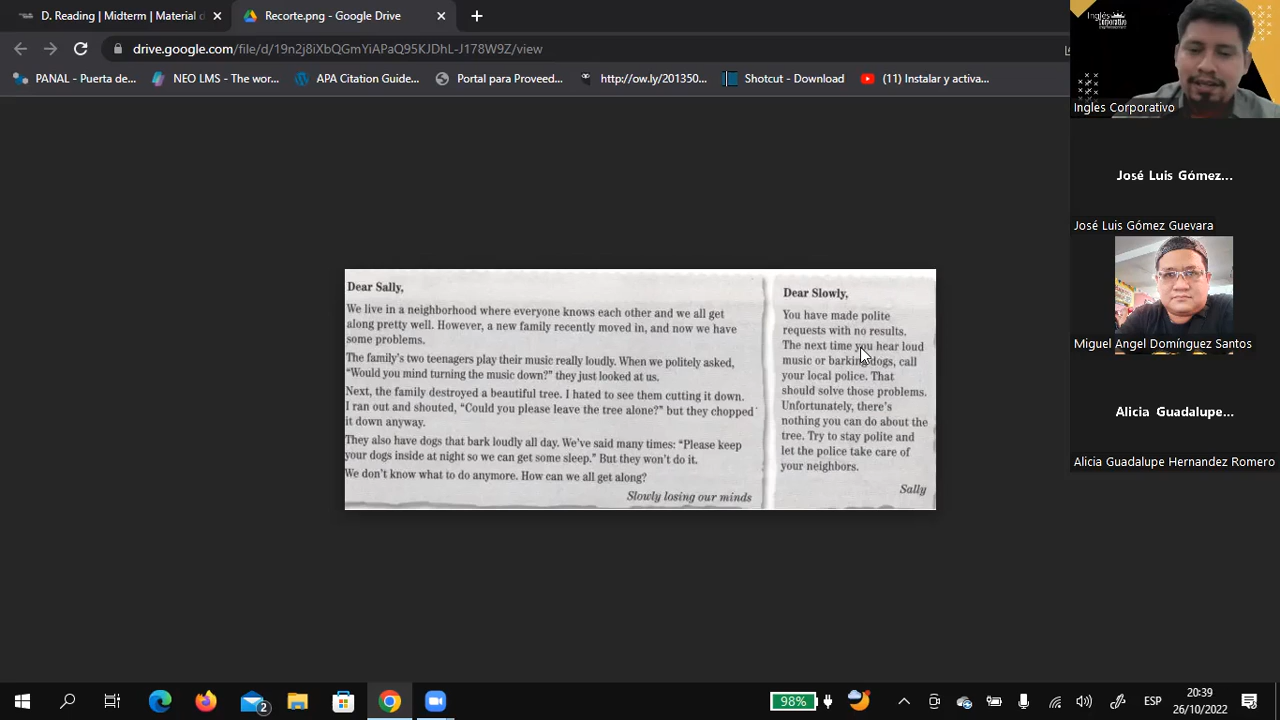 D. Reading | Midterm | Material d
Recorte.png - Google Drive
drive.google.com/file/d/19n2j8iXbQGmYiAPaQ95KJDhL-J178W9Z/view
PANAL - Puerta de...
NEO LMS - The wor...
APA Citation Guide...
Portal para Proveed...
http://ow.ly/201350...
Shotcut - Download
(11) Instalar y activa...
Inglés
Corporativo
Ingles Corporativo
José Luis Gómez...
José Luis Gómez Guevara
Miguel Angel Domínguez Santos
Alicia Guadalupe...
Alicia Guadalupe Hernandez Romero
Dear Sally,
We live in a neighborhood where everyone knows each other and we all get
along pretty well. However, a new family recently moved in, and now we have
some problems.
The family's two teenagers play their music really loudly. When we politely asked,
"Would you mind turning the music down?" they just looked at us.
Next, the family destroyed a beautiful tree. I hated to see them cutting it down.
I ran out and shouted, "Could you please leave the tree alone?" but they chopped
it down anyway.
They also have dogs that bark loudly all day. We've said many times: "Please keep
your dogs inside at night so we can get some sleep." But they won't do it.
We don't know what to do anymore. How can we all get along?
Slowly losing our minds
Dear Slowly,
You have made polite
requests with no results.
The next time you hear loud
music or barking dogs, call
your local police. That
should solve those problems.
Unfortunately, there's
nothing you can do about the
tree. Try to stay polite and
let the police take care of
your neighbors.
Sally
2
98%
ESP
20:39
26/10/2022